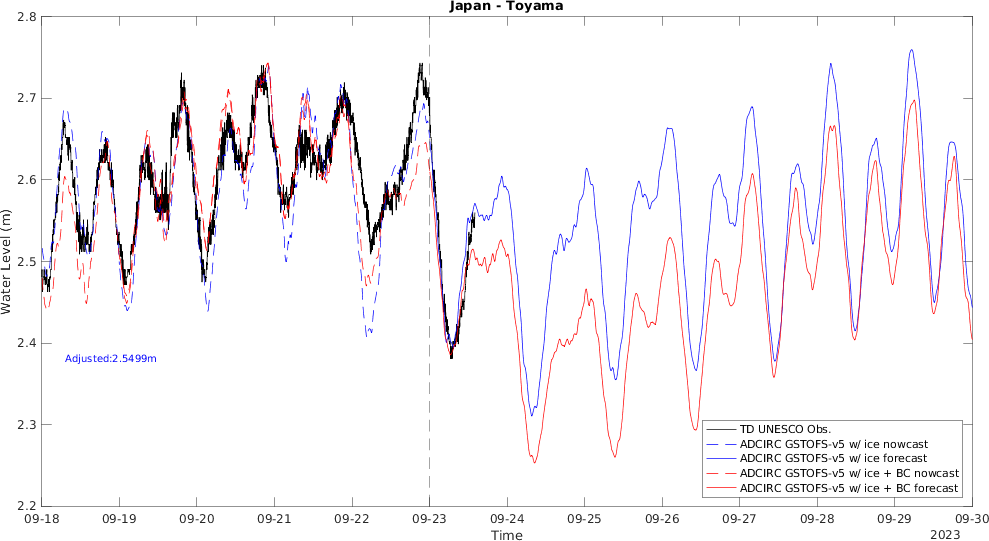 Japan - Toyama
2.8
2.7
2.6
2.5
2.4
2.3
2.2
Water Level (m)
Adjusted:2.5499m
TD UNESCO Obs.
ADCIRC GSTOFS-v5 w/ ice nowcast
ADCIRC GSTOFS-v5 w/ ice forecast
ADCIRC GSTOFS-v5 w/ ice + BC nowcast
ADCIRC GSTOFS-v5 w/ ice + BC forecast
09-18 09-19 09-20 09-21 09-22 09-23 09-24 09-25 09-26 09-27 09-28 09-29 09-30
Time
2023